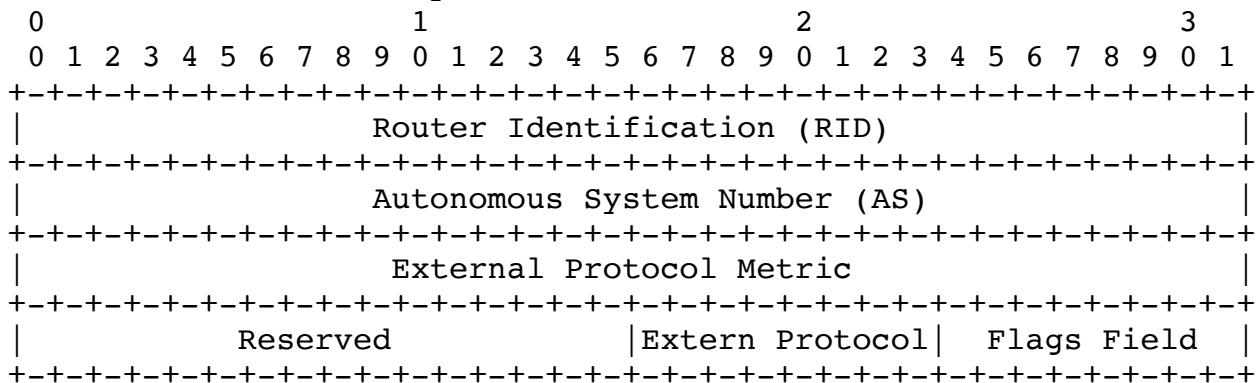 0 1 2 3
0 1 2 3 4 5 6 7 8 9 0 1 2 3 4 5 6 7 8 9 0 1 2 3 4 5 6 7 8 9 0 1
+-+-+-+-+-+-+-+-+-+-+-+-+-+-+-+-+-+-+-+-+-+-+-+-+-+-+-+-+-+-+-+-+
| Router Identification (RID) |
+-+-+-+-+-+-+-+-+-+-+-+-+-+-+-+-+-+-+-+-+-+-+-+-+-+-+-+-+-+-+-+-+
| Autonomous System Number (AS) |
+-+-+-+-+-+-+-+-+-+-+-+-+-+-+-+-+-+-+-+-+-+-+-+-+-+-+-+-+-+-+-+-+
| External Protocol Metric |
+-+-+-+-+-+-+-+-+-+-+-+-+-+-+-+-+-+-+-+-+-+-+-+-+-+-+-+-+-+-+-+-+
| Reserved |Extern Protocol| Flags Field |
+-+-+-+-+-+-+-+-+-+-+-+-+-+-+-+-+-+-+-+-+-+-+-+-+-+-+-+-+-+-+-+-+